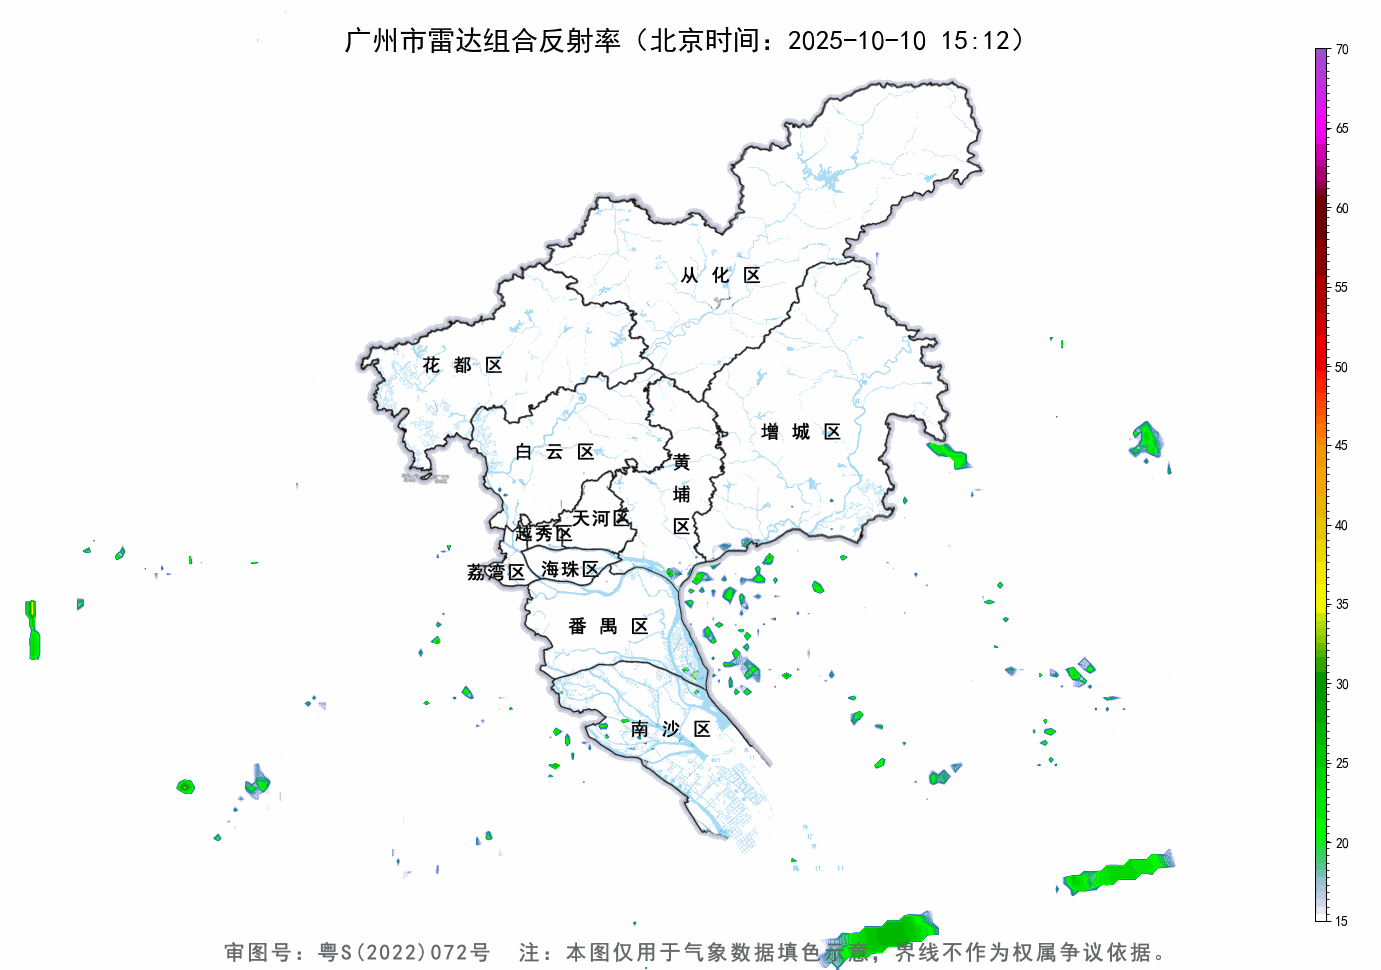 广州市雷达组合反射率（北京时间：2025-10-10 15:12）
70
65
60
55
50
45
40
35
30
25
20
15
从化区
花都区
增城区
白云区
黄埔区
天河区
越秀区
荔湾区
海珠区
番禺区
南沙区
审图号：粤S(2022)072号 注：本图仅用于气象数据填色示意，界线不作为权属争议依据。